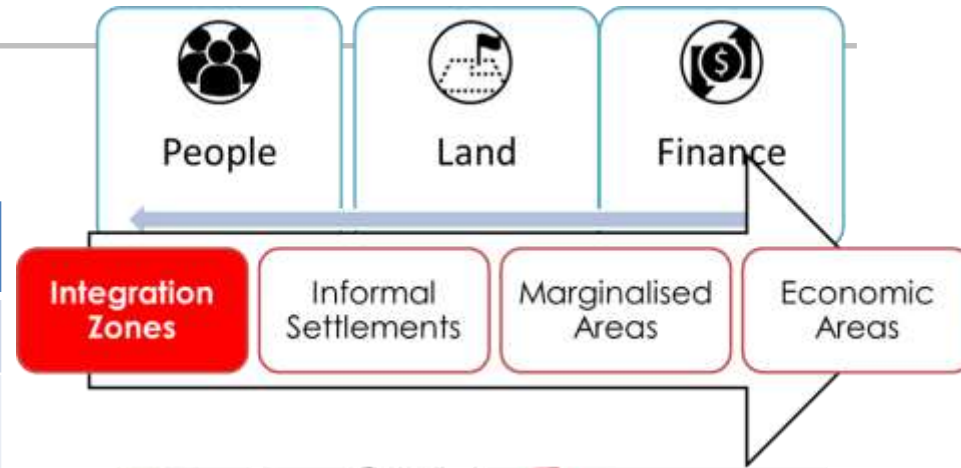 People
Land
Finance
Integration
Zones
Informal
Settlements
Marginalised
Areas
Economic
Areas